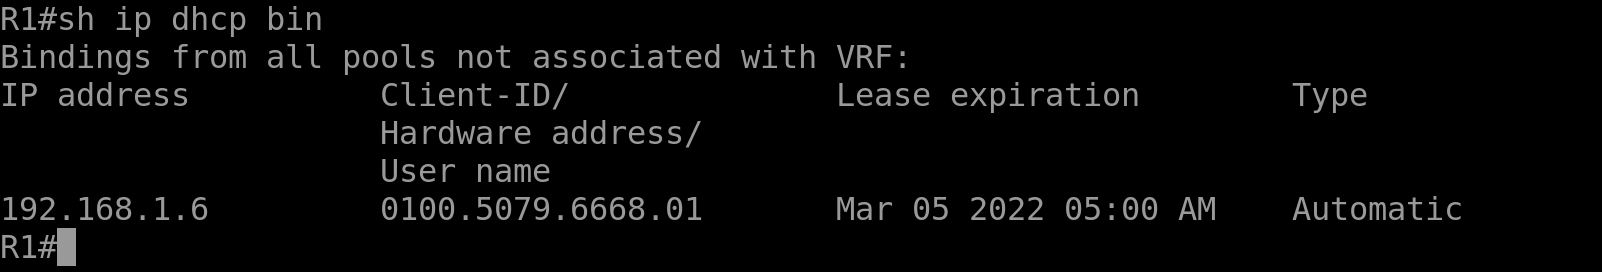 R1#sh ip dhcp bin
Bindings from all pools not associated with VRF:
IP address          Client-ID/              Lease expiration        Type
                    Hardware address/
                    User name
192.168.1.6         0100.5079.6668.01       Mar 05 2022 05:00 AM    Automatic
R1#